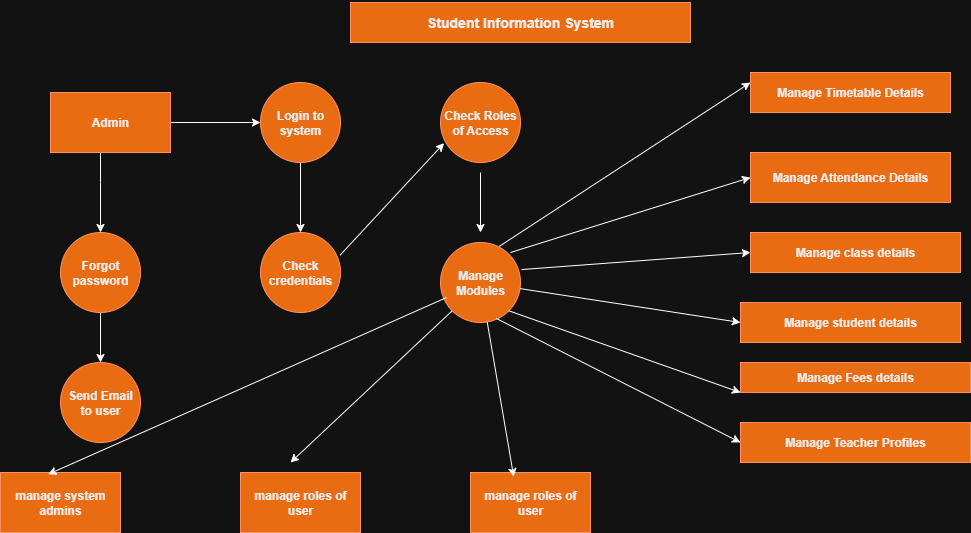 Student Information System
Admin
Login to
system
Check Roles
of Access
Manage Timetable Details
Manage Attendance Details
Forgot
password
Check
credentials
Manage
Modules
Manage class details
Manage student details
Manage Fees details
Send Email
to user
Manage Teacher Profiles
manage system
admins
manage roles of
user
manage roles of
user